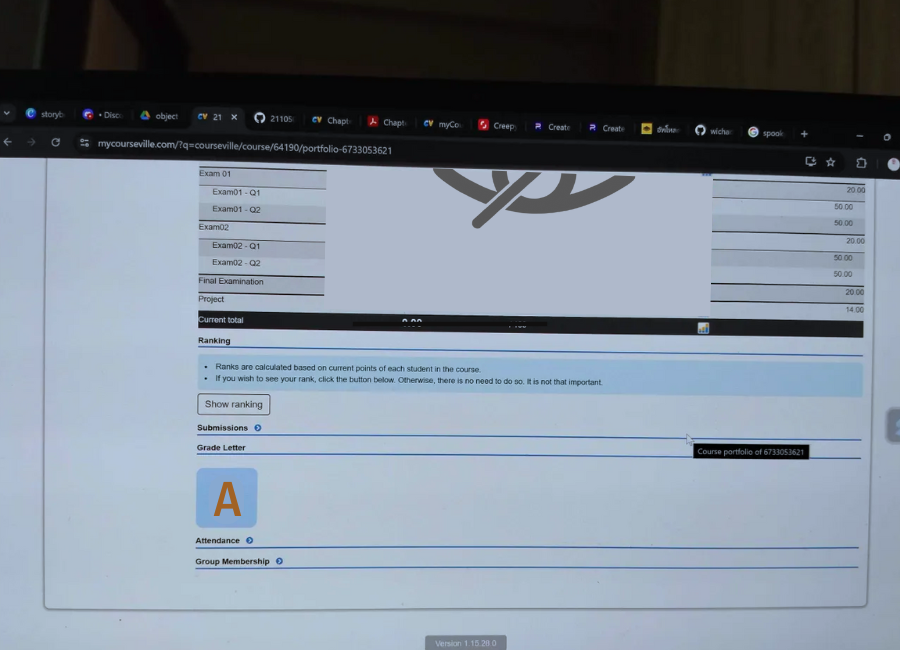 storyb
• Disc
object
21
21105
Chapt
Chapt
myCou
Creep
Create
Create
wichar
spook
mycourseville.com/?q=courseville/course/64190/portfolio-6733053621
Exam 01
20.00
Exam01 - Q1
50.00
Exam01 - Q2
50.00
Exam02
20.00
Exam02 - Q1
50.00
Exam02 - Q2
50.00
Final Examination
20.00
Project
14.00
Current total
Ranking
• Ranks are calculated based on current points of each student in the course.
• If you wish to see your rank, click the button below. Otherwise, there is no need to do so. It is not that important.
Show ranking
Submissions
Grade Letter
Course portfolio of 6733053621
A
Attendance
Group Membership
Version 1.15.28.0